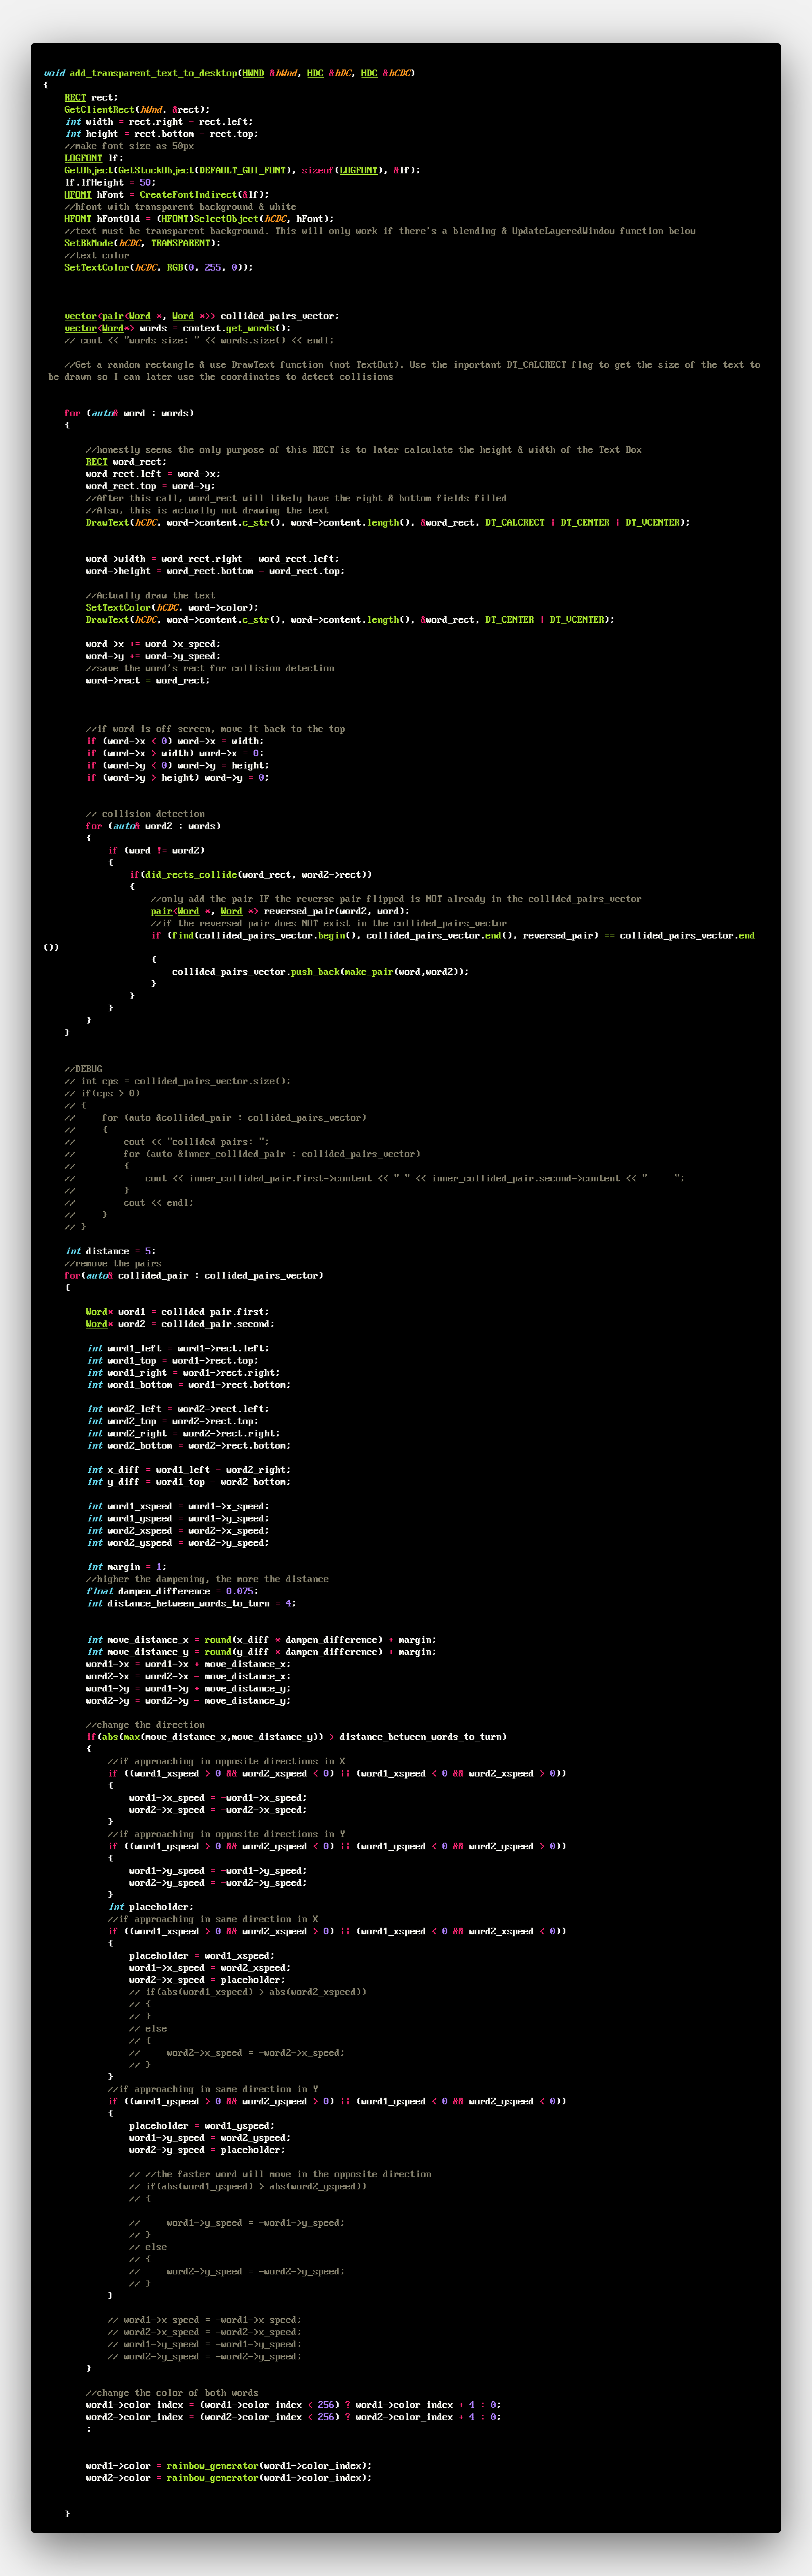 void add_transparent_text_to_desktop(HWND &hWnd, HDC &hDC, HDC &hCDC)
{
    RECT rect;
    GetClientRect(hWnd, &rect);
    int width = rect.right - rect.left;
    int height = rect.bottom - rect.top;
    //make font size as 50px
    LOGFONT lf;
    GetObject(GetStockObject(DEFAULT_GUI_FONT), sizeof(LOGFONT), &lf);
    lf.lfHeight = 50;
    HFONT hFont = CreateFontIndirect(&lf);
    //hfont with transparent background & white
    HFONT hFontOld = (HFONT)SelectObject(hCDC, hFont);
    //text must be transparent background. This will only work if there's a blending & UpdateLayeredWindow function below
    SetBkMode(hCDC, TRANSPARENT);
    //text color
    SetTextColor(hCDC, RGB(0, 255, 0));

    vector<pair<Word *, Word *>> collided_pairs_vector;
    vector<Word*> words = context.get_words();
    // cout << "words size: " << words.size() << endl;

    //Get a random rectangle & use DrawText function (not TextOut). Use the important DT_CALCRECT flag to get the size of the text to
 be drawn so I can later use the coordinates to detect collisions

    for (auto& word : words)
    {

        //honestly seems the only purpose of this RECT is to later calculate the height & width of the Text Box
        RECT word_rect;
        word_rect.left = word->x;
        word_rect.top = word->y;
        //After this call, word_rect will likely have the right & bottom fields filled
        //Also, this is actually not drawing the text
        DrawText(hCDC, word->content.c_str(), word->content.length(), &word_rect, DT_CALCRECT | DT_CENTER | DT_VCENTER);

        word->width = word_rect.right - word_rect.left;
        word->height = word_rect.bottom - word_rect.top;

        //Actually draw the text
        SetTextColor(hCDC, word->color);
        DrawText(hCDC, word->content.c_str(), word->content.length(), &word_rect, DT_CENTER | DT_VCENTER);

        word->x += word->x_speed;
        word->y += word->y_speed;
        //save the word's rect for collision detection
        word->rect = word_rect;

        //if word is off screen, move it back to the top
        if (word->x < 0) word->x = width;
        if (word->x > width) word->x = 0;
        if (word->y < 0) word->y = height;
        if (word->y > height) word->y = 0;

        // collision detection
        for (auto& word2 : words)
        {
            if (word != word2)
            {
                if(did_rects_collide(word_rect, word2->rect))
                {
                    //only add the pair IF the reverse pair flipped is NOT already in the collided_pairs_vector
                    pair<Word *, Word *> reversed_pair(word2, word);
                    //if the reversed pair does NOT exist in the collided_pairs_vector
                    if (find(collided_pairs_vector.begin(), collided_pairs_vector.end(), reversed_pair) == collided_pairs_vector.end
())
                    {
                        collided_pairs_vector.push_back(make_pair(word,word2));
                    }
                }
            }
        }
    }

    //DEBUG
    // int cps = collided_pairs_vector.size();
    // if(cps > 0)
    // {
    //     for (auto &collided_pair : collided_pairs_vector)
    //     {
    //         cout << "collided pairs: ";
    //         for (auto &inner_collided_pair : collided_pairs_vector)
    //         {
    //             cout << inner_collided_pair.first->content << " " << inner_collided_pair.second->content << "     ";
    //         }
    //         cout << endl;
    //     }
    // }

    int distance = 5;
    //remove the pairs
    for(auto& collided_pair : collided_pairs_vector)
    {

        Word* word1 = collided_pair.first;
        Word* word2 = collided_pair.second;

        int word1_left = word1->rect.left;
        int word1_top = word1->rect.top;
        int word1_right = word1->rect.right;
        int word1_bottom = word1->rect.bottom;

        int word2_left = word2->rect.left;
        int word2_top = word2->rect.top;
        int word2_right = word2->rect.right;
        int word2_bottom = word2->rect.bottom;

        int x_diff = word1_left - word2_right;
        int y_diff = word1_top - word2_bottom;

        int word1_xspeed = word1->x_speed;
        int word1_yspeed = word1->y_speed;
        int word2_xspeed = word2->x_speed;
        int word2_yspeed = word2->y_speed;

        int margin = 1;
        //higher the dampening, the more the distance
        float dampen_difference = 0.075;
        int distance_between_words_to_turn = 4;

        int move_distance_x = round(x_diff * dampen_difference) + margin;
        int move_distance_y = round(y_diff * dampen_difference) + margin;
        word1->x = word1->x + move_distance_x;
        word2->x = word2->x - move_distance_x;
        word1->y = word1->y + move_distance_y;
        word2->y = word2->y - move_distance_y;

        //change the direction
        if(abs(max(move_distance_x,move_distance_y)) > distance_between_words_to_turn)
        {
            //if approaching in opposite directions in X
            if ((word1_xspeed > 0 && word2_xspeed < 0) || (word1_xspeed < 0 && word2_xspeed > 0))
            {
                word1->x_speed = -word1->x_speed;
                word2->x_speed = -word2->x_speed;
            }
            //if approaching in opposite directions in Y
            if ((word1_yspeed > 0 && word2_yspeed < 0) || (word1_yspeed < 0 && word2_yspeed > 0))
            {
                word1->y_speed = -word1->y_speed;
                word2->y_speed = -word2->y_speed;
            }
            int placeholder;
            //if approaching in same direction in X
            if ((word1_xspeed > 0 && word2_xspeed > 0) || (word1_xspeed < 0 && word2_xspeed < 0))
            {
                placeholder = word1_xspeed;
                word1->x_speed = word2_xspeed;
                word2->x_speed = placeholder;
                // if(abs(word1_xspeed) > abs(word2_xspeed))
                // {
                // }
                // else
                // {
                //     word2->x_speed = -word2->x_speed;
                // }
            }
            //if approaching in same direction in Y
            if ((word1_yspeed > 0 && word2_yspeed > 0) || (word1_yspeed < 0 && word2_yspeed < 0))
            {
                placeholder = word1_yspeed;
                word1->y_speed = word2_yspeed;
                word2->y_speed = placeholder;

                // //the faster word will move in the opposite direction
                // if(abs(word1_yspeed) > abs(word2_yspeed))
                // {

                //     word1->y_speed = -word1->y_speed;
                // }
                // else
                // {
                //     word2->y_speed = -word2->y_speed;
                // }
            }

            // word1->x_speed = -word1->x_speed;
            // word2->x_speed = -word2->x_speed;
            // word1->y_speed = -word1->y_speed;
            // word2->y_speed = -word2->y_speed;
        }

        //change the color of both words
        word1->color_index = (word1->color_index < 256) ? word1->color_index + 4 : 0;
        word2->color_index = (word2->color_index < 256) ? word2->color_index + 4 : 0;
        ;

        word1->color = rainbow_generator(word1->color_index);
        word2->color = rainbow_generator(word1->color_index);

    }